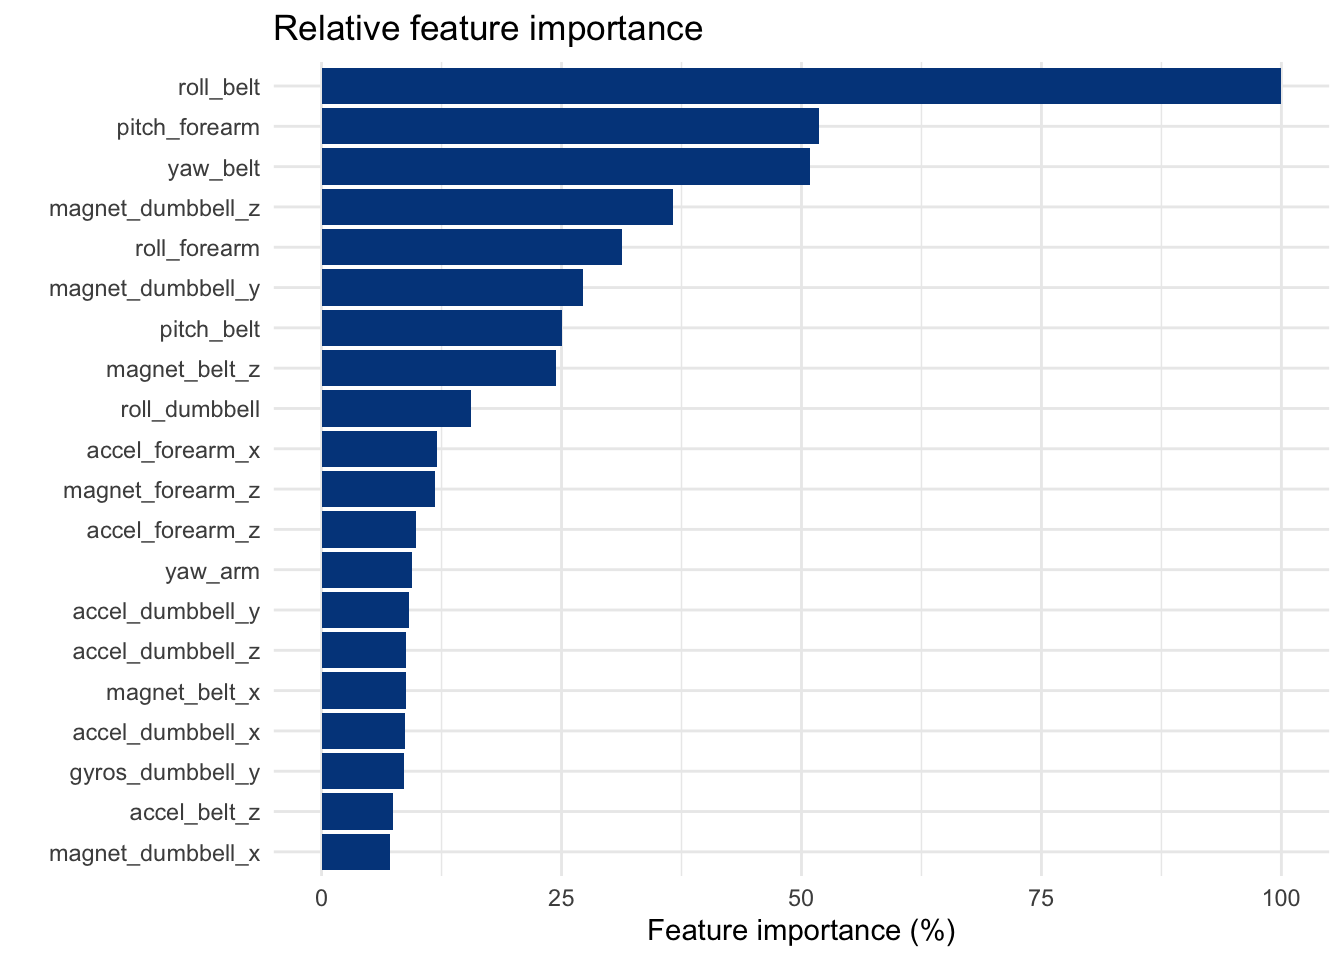 Relative feature importance
roll_belt
pitch_forearm
yaw_belt
magnet_dumbbell_z
roll_forearm
magnet_dumbbell_y
pitch_belt
magnet_belt_z
roll_dumbbell
accel_forearm_x
magnet_forearm_z
accel_forearm_z
yaw_arm
accel_dumbbell_y
accel_dumbbell_z
magnet_belt_x
accel_dumbbell_x
gyros_dumbbell_y
accel_belt_z
magnet_dumbbell_x
0 25 50 75 100
Feature importance (%)